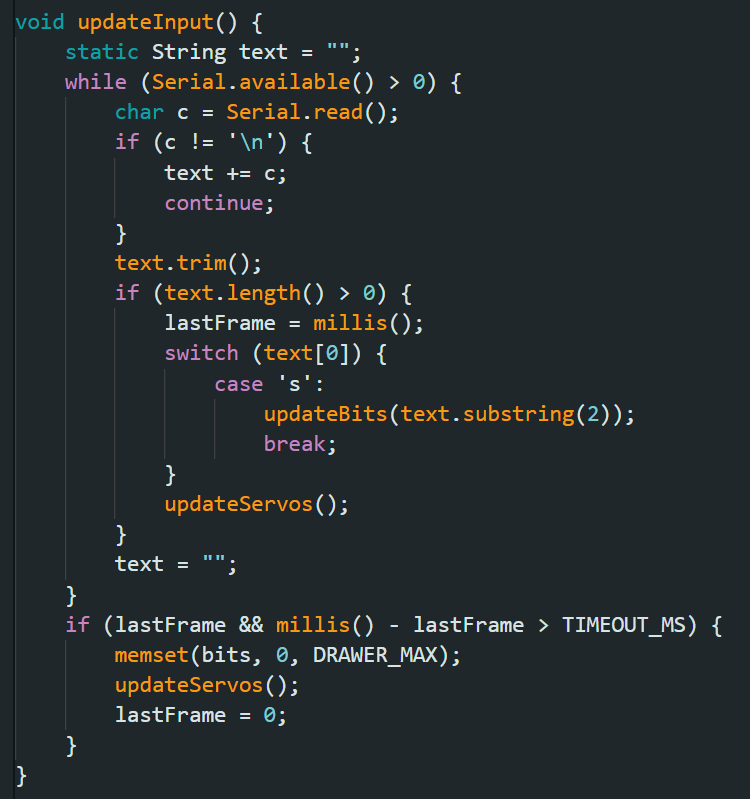 void updateInput() {
    static String text = "";
    while (Serial.available() > 0) {
        char c = Serial.read();
        if (c != '\n') {
            text += c;
            continue;
        }
        text.trim();
        if (text.length() > 0) {
            lastFrame = millis();
            switch (text[0]) {
                case 's':
                    updateBits(text.substring(2));
                    break;
            }
            updateServos();
        }
        text = "";
    }
    if (lastFrame && millis() - lastFrame > TIMEOUT_MS) {
        memset(bits, 0, DRAWER_MAX);
        updateServos();
        lastFrame = 0;
    }
}